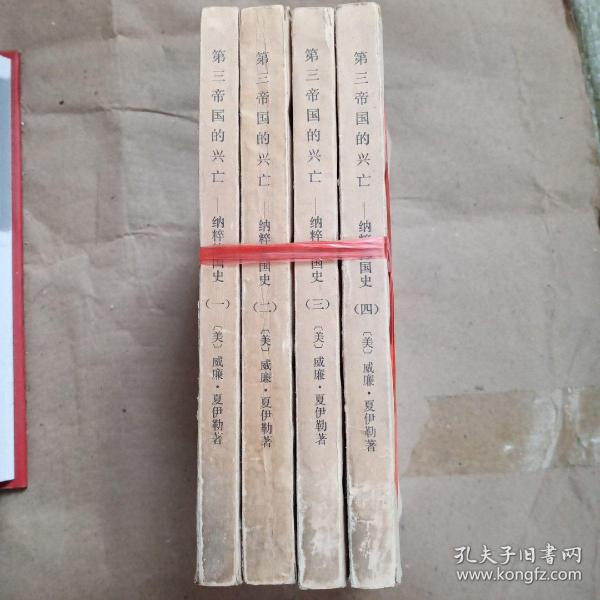 第三帝国的兴亡——纳粹 国史（一）〔美〕威廉·夏伊勒著
第三帝国的兴亡——纳粹 国史（二）〔美〕威廉·夏伊勒著
第三帝国的兴亡——纳粹 国史（三）〔美〕威廉·夏伊勒著
第三帝国的兴亡——纳粹 国史（四）〔美〕威廉·夏伊勒著
孔夫子旧书网
www.kongfz.com